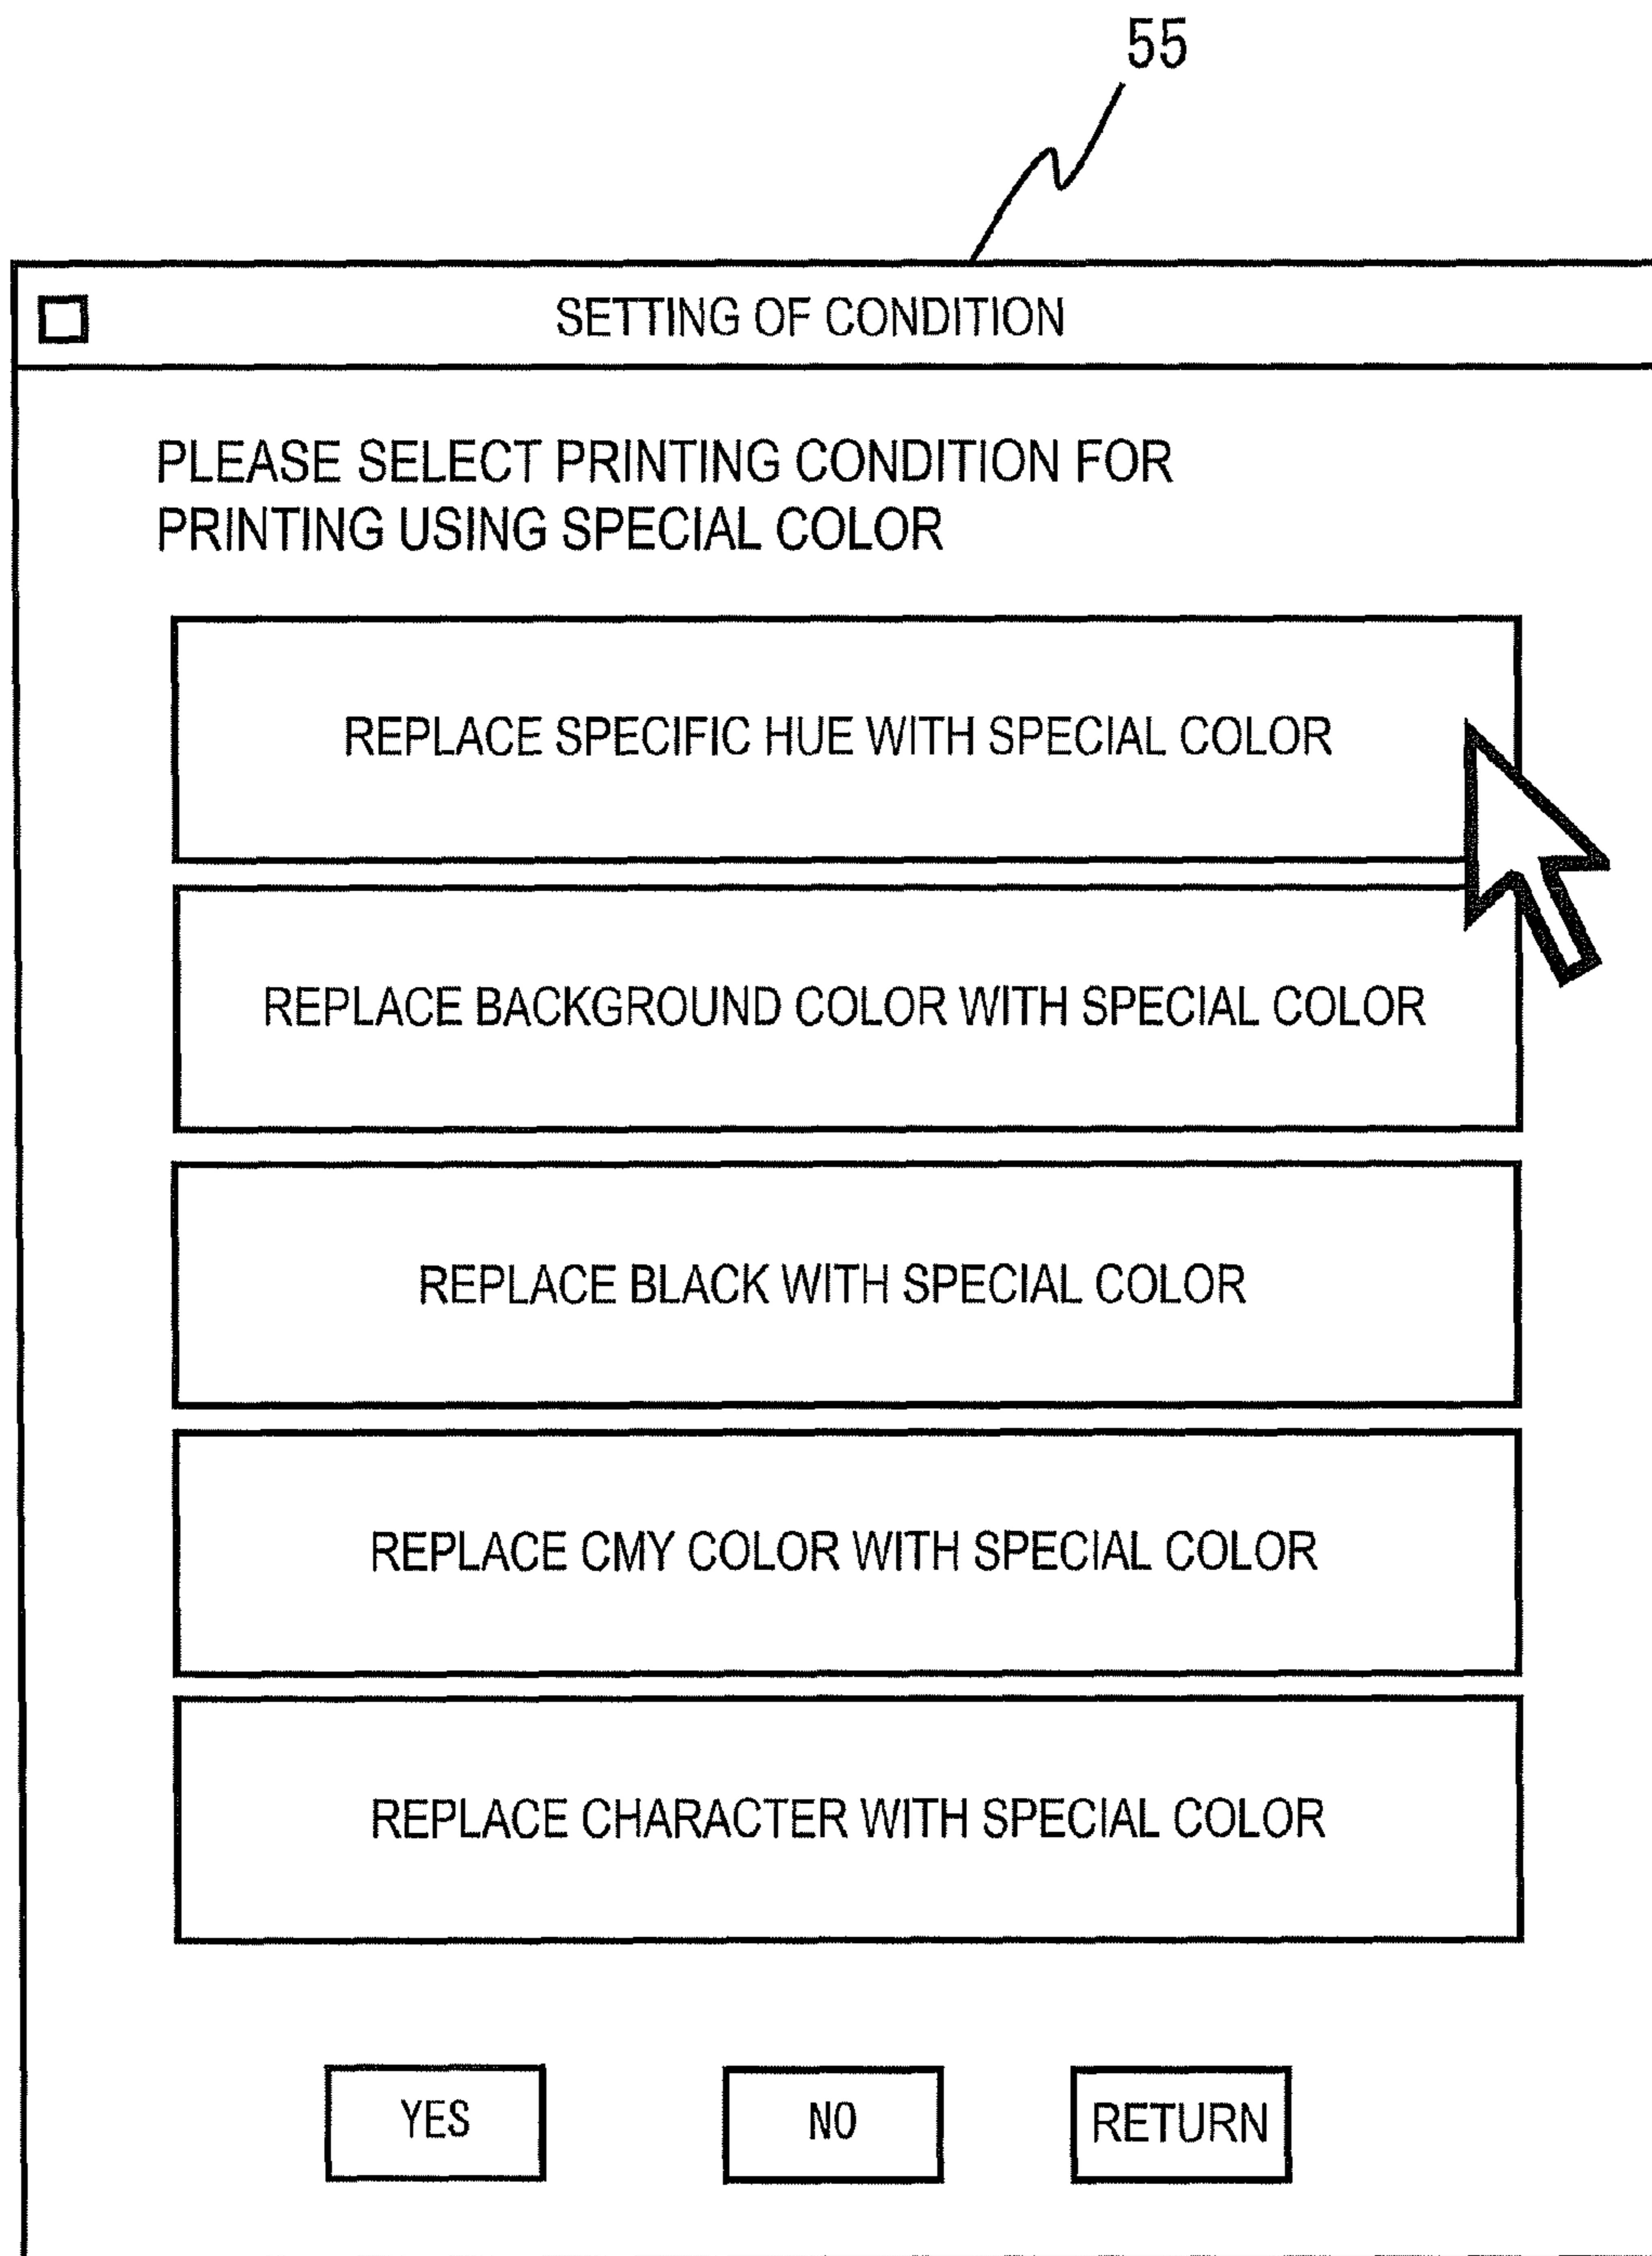 55
SETTING OF CONDITION
PLEASE SELECT PRINTING CONDITION FOR
PRINTING USING SPECIAL COLOR
REPLACE SPECIFIC HUE WITH SPECIAL COLOR
REPLACE BACKGROUND COLOR WITH SPECIAL COLOR
REPLACE BLACK WITH SPECIAL COLOR
REPLACE CMY COLOR WITH SPECIAL COLOR
REPLACE CHARACTER WITH SPECIAL COLOR
YES NO RETURN